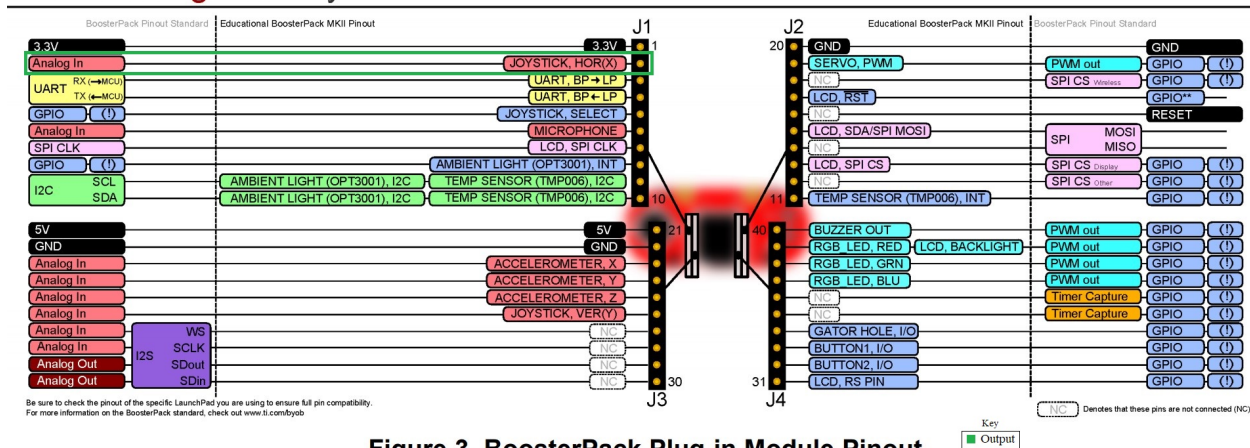 BoosterPack Pinout Standard Educational BoosterPack MKII Pinout J1 J2 Educational BoosterPack MKII Pinout BoosterPack Pinout Standard
3.3V 3.3V 1 20 GND GND
Analog In JOYSTICK, HOR(X) SERVO, PWM PWM out GPIO (!)
UART RX (→MCU) UART, BP→LP NC SPI CS Wireless GPIO (!)
TX (←MCU) UART, BP←LP LCD, RST GPIO**
GPIO (!) JOYSTICK, SELECT NC RESET
Analog In MICROPHONE LCD, SDA/SPI MOSI SPI MOSI
SPI CLK LCD, SPI CLK NC MISO
GPIO (!) AMBIENT LIGHT (OPT3001), INT LCD, SPI CS SPI CS Display GPIO (!)
I2C SCL AMBIENT LIGHT (OPT3001), I2C TEMP SENSOR (TMP006), I2C NC SPI CS Other GPIO (!)
SDA AMBIENT LIGHT (OPT3001), I2C TEMP SENSOR (TMP006), I2C 10 11 TEMP SENSOR (TMP006), INT GPIO (!)
5V 5V 21 40 BUZZER OUT PWM out GPIO (!)
GND GND RGB_LED, RED LCD, BACKLIGHT PWM out GPIO (!)
Analog In ACCELEROMETER, X RGB_LED, GRN PWM out GPIO (!)
Analog In ACCELEROMETER, Y RGB_LED, BLU PWM out GPIO (!)
Analog In ACCELEROMETER, Z NC Timer Capture GPIO (!)
Analog In JOYSTICK, VER(Y) NC Timer Capture GPIO (!)
Analog In I2S WS NC GATOR HOLE, I/O GPIO (!)
Analog In SCLK NC BUTTON1, I/O GPIO (!)
Analog Out SDout NC BUTTON2, I/O GPIO (!)
Analog Out SDin NC 30 31 LCD, RS PIN GPIO (!)
J3 J4
Be sure to check the pinout of the specific LaunchPad you are using to ensure full pin compatibility.
For more information on the BoosterPack standard, check out www.ti.com/byob
NC Denotes that these pins are not connected (NC)
Key
Output
Figure 3. BoosterPack Plug-in Module Pinout